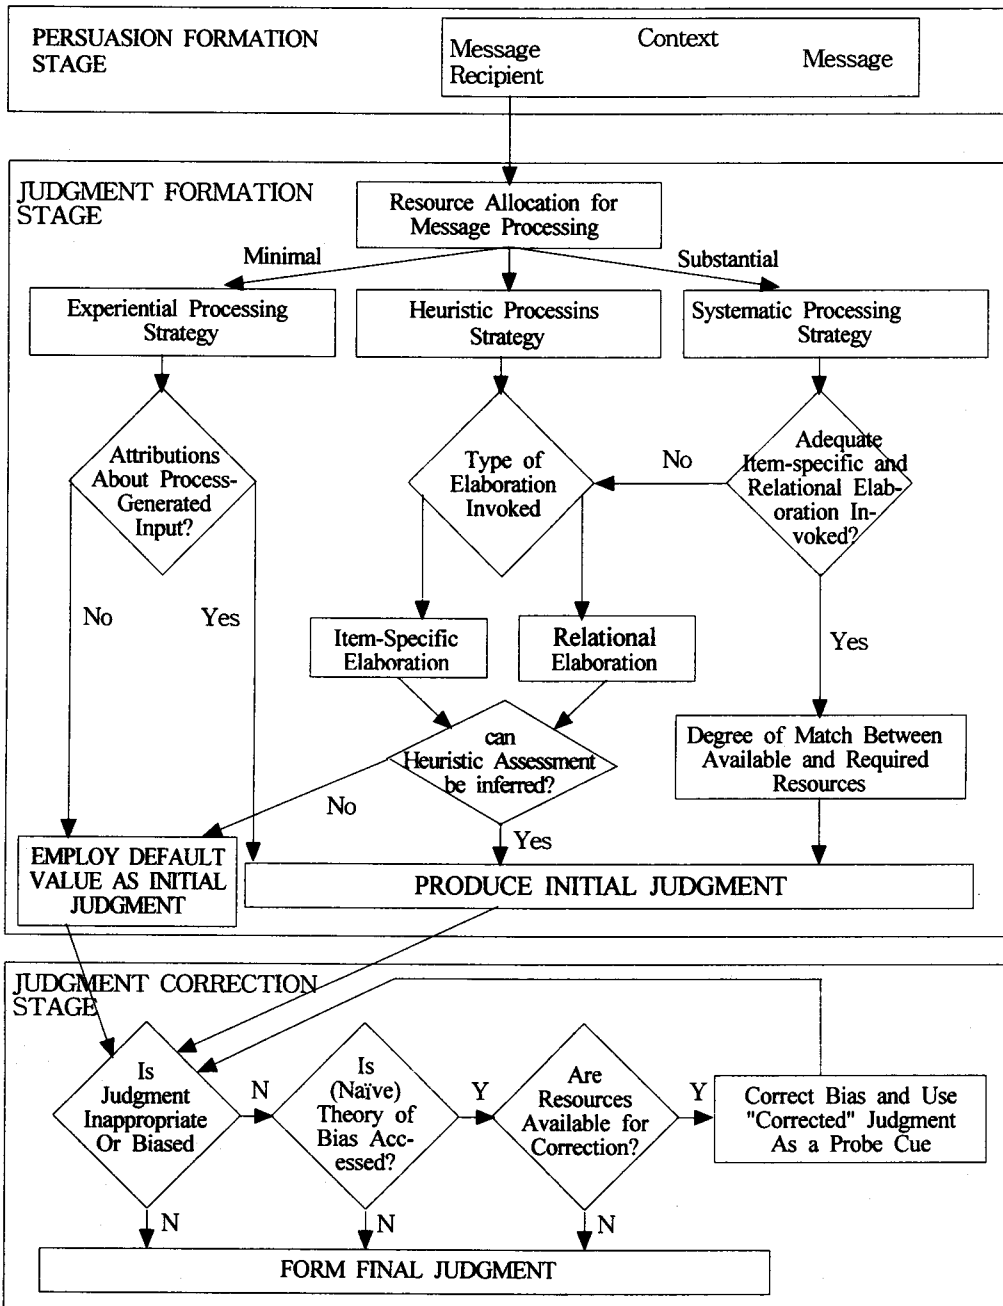 PERSUASION FORMATION
STAGE
Context
Message
Recipient
Message
JUDGMENT FORMATION
STAGE
Resource Allocation for
Message Processing
Minimal
Substantial
Experiential Processing
Strategy
Heuristic Processins
Strategy
Systematic Processing
Strategy
Attributions
About Process-
Generated
Input?
Type of
Elaboration
Invoked
No
Adequate
Item-specific and
Relational Elab-
oration In-
voked?
No
Yes
Item-Specific
Elaboration
Relational
Elaboration
Yes
can
Heuristic Assessment
be inferred?
Degree of Match Between
Available and Required
Resources
No
Yes
EMPLOY DEFAULT
VALUE AS INITIAL
JUDGMENT
PRODUCE INITIAL JUDGMENT
JUDGMENT CORRECTION
STAGE
Is
Judgment
Inappropriate
Or Biased
N
Is
(Naïve)
Theory of
Bias Acc-
essed?
Y
Are
Resources
Available for
Correction?
Y
Correct Bias and Use
"Corrected" Judgment
As a Probe Cue
N
N
N
FORM FINAL JUDGMENT